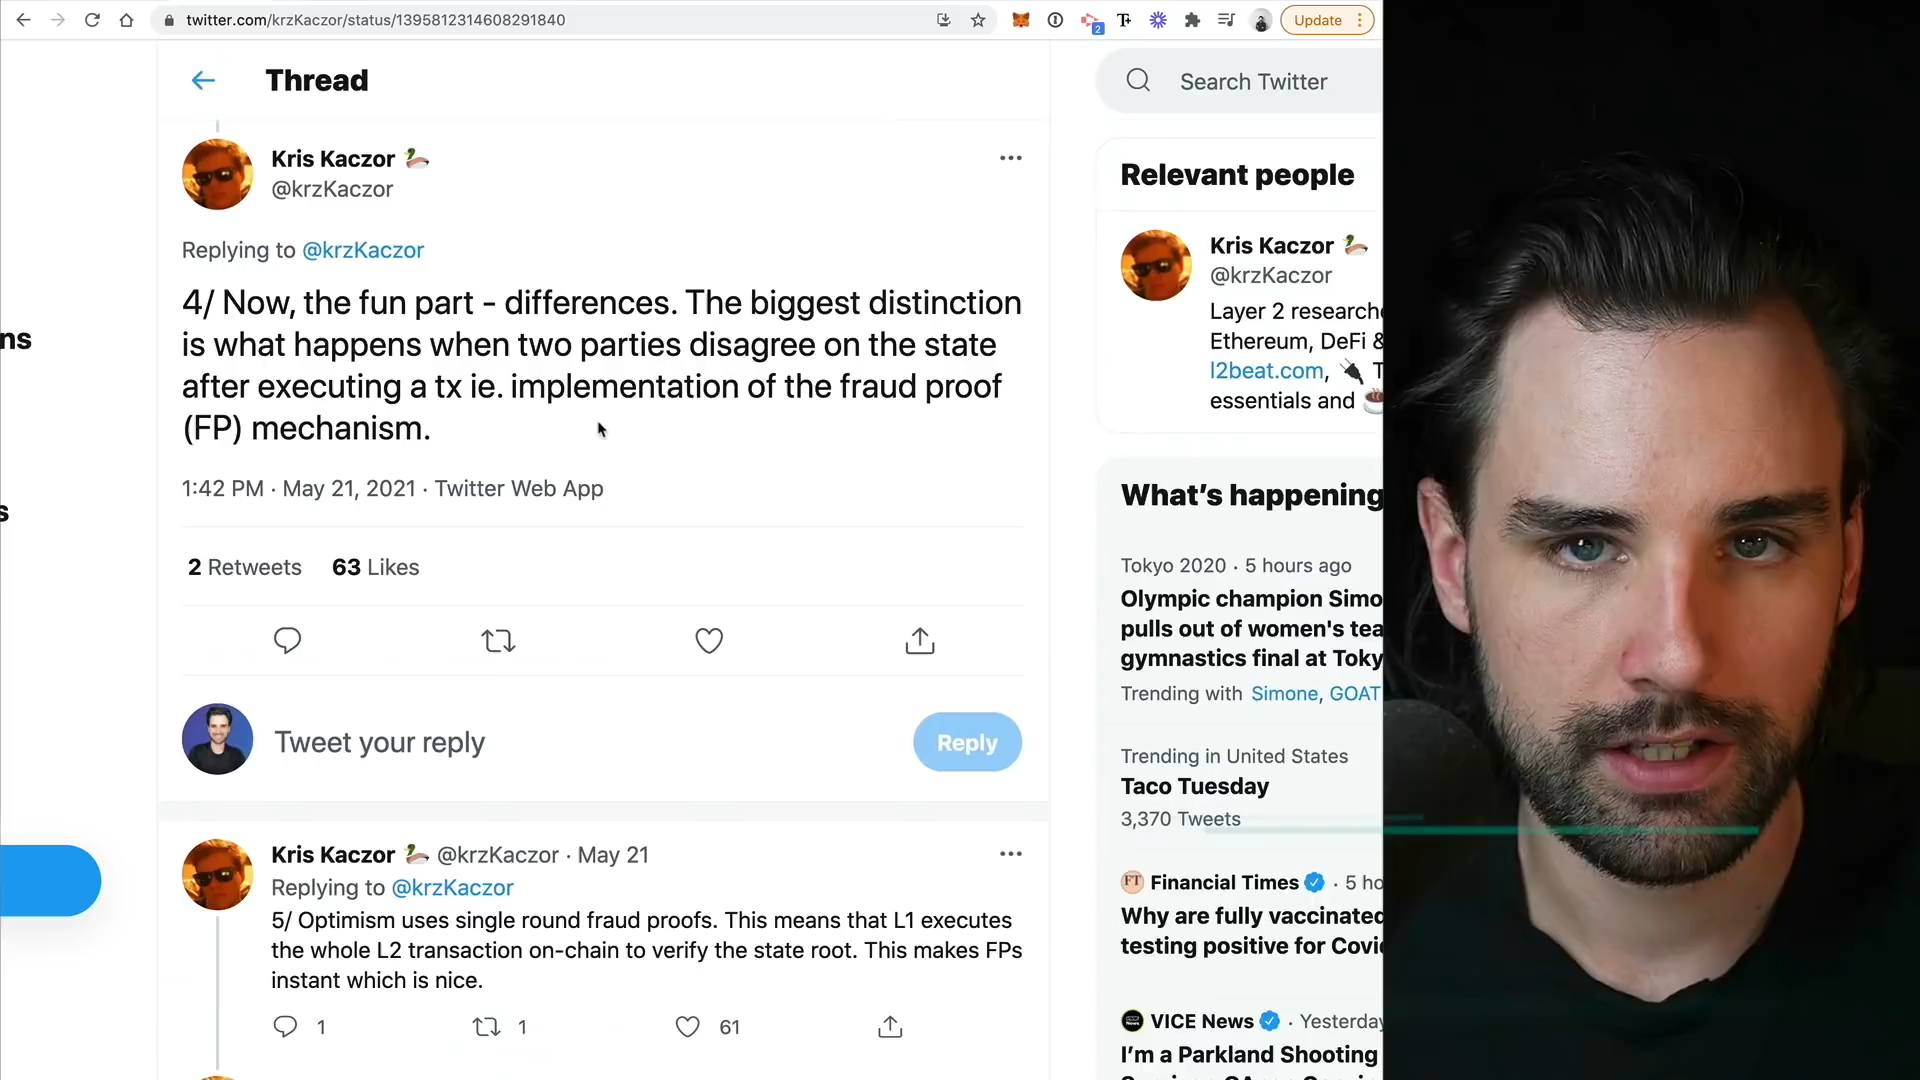 twitter.com/krzKaczor/status/1395812314608291840
2
Update
Thread
Search Twitter
Kris Kaczor
@krzKaczor
Replying to @krzKaczor
4/ Now, the fun part - differences. The biggest distinction
is what happens when two parties disagree on the state
after executing a tx ie. implementation of the fraud proof
(FP) mechanism.
1:42 PM · May 21, 2021 · Twitter Web App
2 Retweets 63 Likes
Tweet your reply
Reply
Kris Kaczor @krzKaczor · May 21
Replying to @krzKaczor
5/ Optimism uses single round fraud proofs. This means that L1 executes
the whole L2 transaction on-chain to verify the state root. This makes FPs
instant which is nice.
1 1 61
ns
s
Relevant people
Kris Kaczor
@krzKaczor
Layer 2 researche
Ethereum, DeFi &
l2beat.com, T
essentials and
What's happening
Tokyo 2020 · 5 hours ago
Olympic champion Simo
pulls out of women's tea
gymnastics final at Toky
Trending with Simone, GOAT
Trending in United States
Taco Tuesday
3,370 Tweets
FT
Financial Times · 5 ho
Why are fully vaccinated
testing positive for Covi
VICE News · Yesterday
I'm a Parkland Shooting